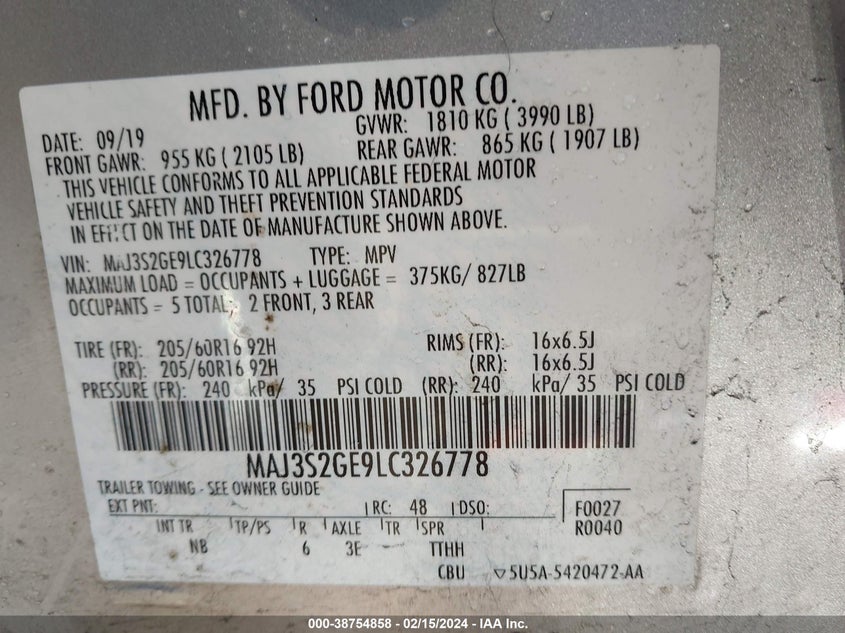 MFD. BY FORD MOTOR CO.
DATE: 09/19 GVWR: 1810 KG ( 3990 LB)
FRONT GAWR: 955 KG ( 2105 LB) REAR GAWR: 865 KG ( 1907 LB)
THIS VEHICLE CONFORMS TO ALL APPLICABLE FEDERAL MOTOR
VEHICLE SAFETY AND THEFT PREVENTION STANDARDS
IN EFFECT ON THE DATE OF MANUFACTURE SHOWN ABOVE.
VIN: MAJ3S2GE9LC326778 TYPE: MPV
MAXIMUM LOAD = OCCUPANTS + LUGGAGE = 375KG/ 827LB
OCCUPANTS = 5 TOTAL, 2 FRONT, 3 REAR
TIRE (FR): 205/60R16 92H RIMS (FR): 16x6.5J
(RR): 205/60R16 92H (RR): 16x6.5J
PRESSURE (FR): 240 kPa/ 35 PSI COLD (RR): 240 kPa/ 35 PSI COLD
MAJ3S2GE9LC326778
TRAILER TOWING - SEE OWNER GUIDE
EXT PNT: RC: 48 DSO: F0027
INT TR TP/PS R AXLE TR SPR R0040
NB 6 3E TTHH
CBU 5U5A-5420472-AA
000-38754858 - 02/15/2024 - IAA Inc.